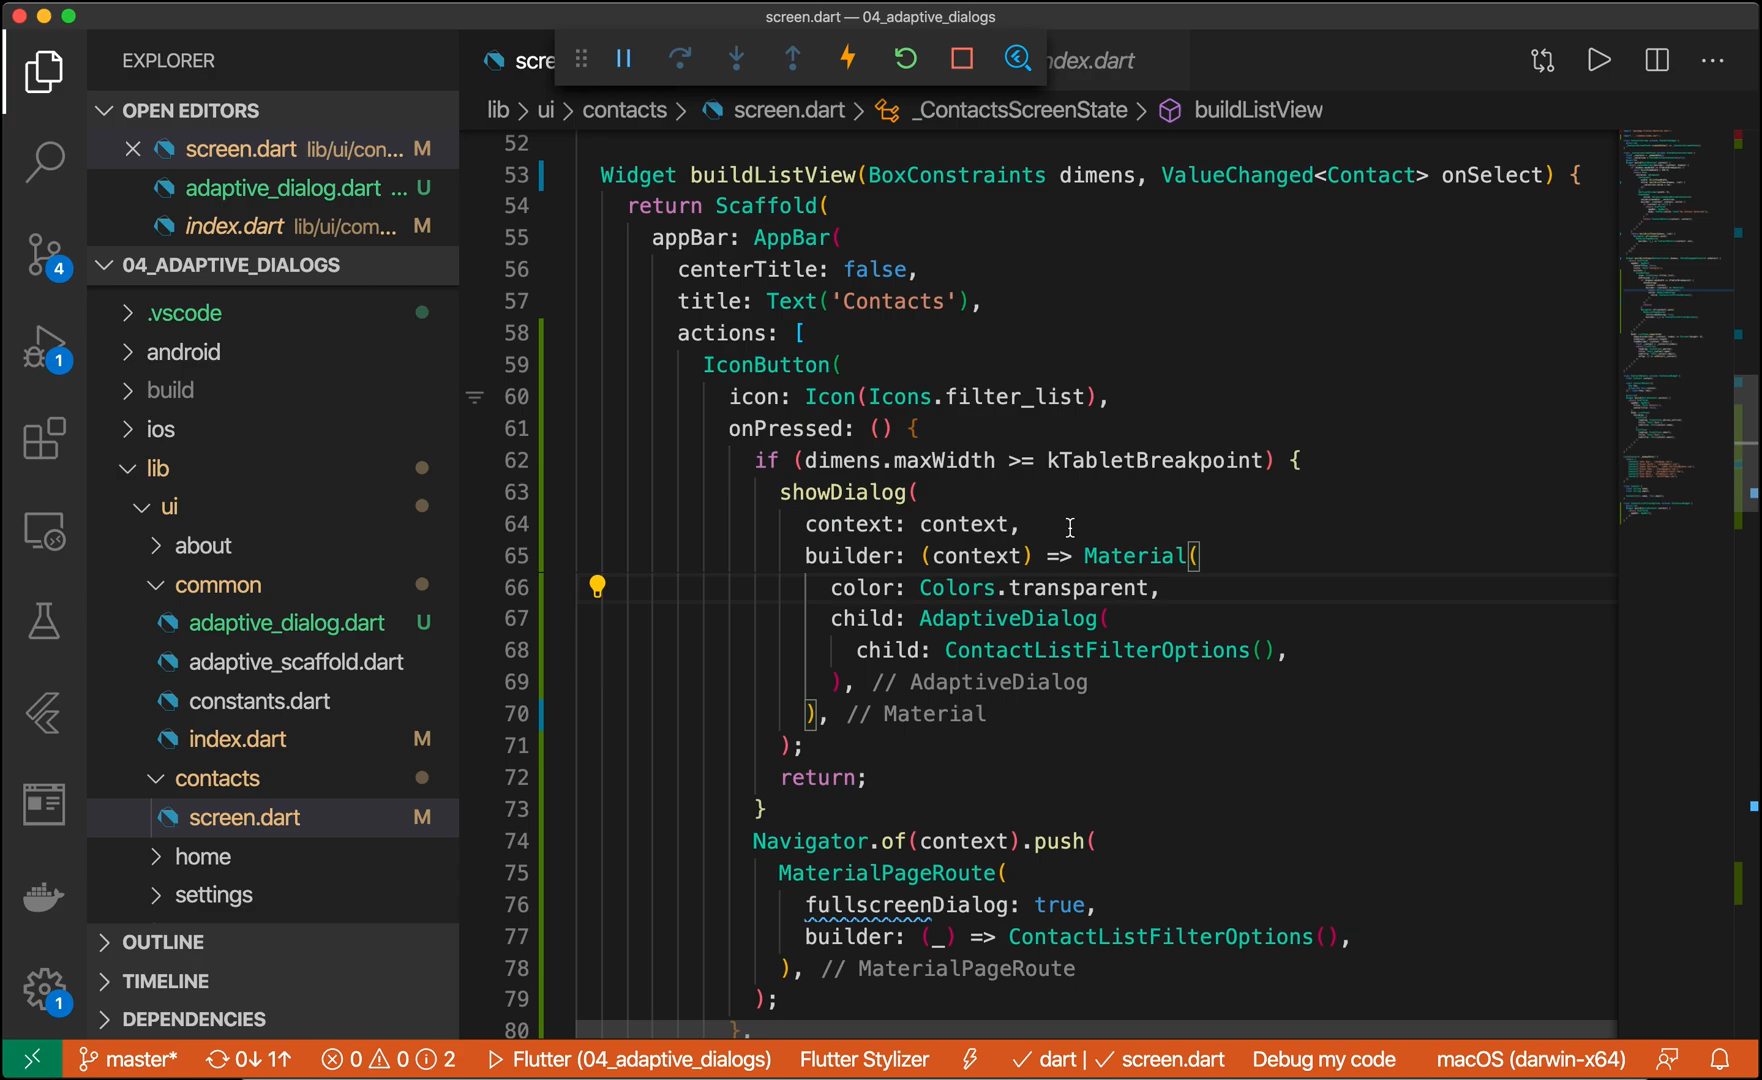 screen.dart — 04_adaptive_dialogs
EXPLORER
OPEN EDITORS
screen.dart lib/ui/con... M
adaptive_dialog.dart ... U
index.dart lib/ui/com... M
04_ADAPTIVE_DIALOGS
.vscode
android
build
ios
lib
ui
about
common
adaptive_dialog.dart U
adaptive_scaffold.dart
constants.dart
index.dart M
contacts
screen.dart M
home
settings
OUTLINE
TIMELINE
DEPENDENCIES
4
1
1
scre
ndex.dart
lib > ui > contacts > screen.dart > _ContactsScreenState > buildListView
52
53 Widget buildListView(BoxConstraints dimens, ValueChanged<Contact> onSelect) {
54 return Scaffold(
55 appBar: AppBar(
56 centerTitle: false,
57 title: Text('Contacts'),
58 actions: [
59 IconButton(
60 icon: Icon(Icons.filter_list),
61 onPressed: () {
62 if (dimens.maxWidth >= kTabletBreakpoint) {
63 showDialog(
64 context: context,
65 builder: (context) => Material(
66 color: Colors.transparent,
67 child: AdaptiveDialog(
68 child: ContactListFilterOptions(),
69 ), // AdaptiveDialog
70 ), // Material
71 );
72 return;
73 }
74 Navigator.of(context).push(
75 MaterialPageRoute(
76 fullscreenDialog: true,
77 builder: (_) => ContactListFilterOptions(),
78 ), // MaterialPageRoute
79 );
80 },
master* 0↓ 1↑ 0 0 2 Flutter (04_adaptive_dialogs) Flutter Stylizer ✓ dart | ✓ screen.dart Debug my code macOS (darwin-x64)